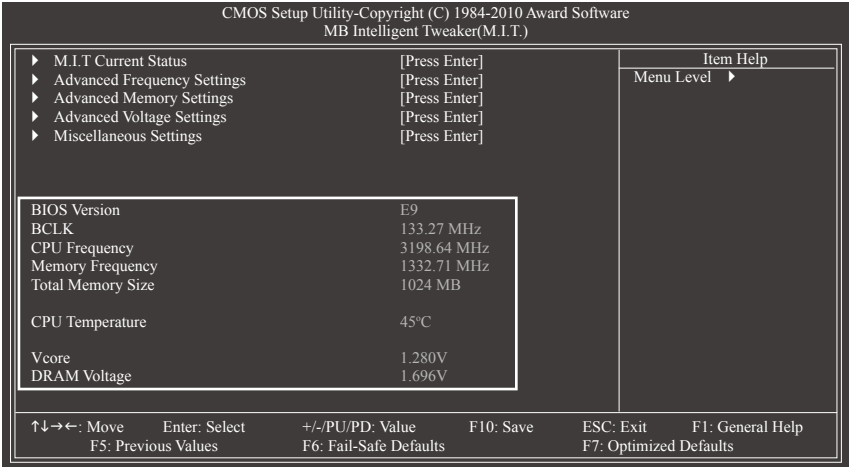 CMOS Setup Utility-Copyright (C) 1984-2010 Award Software
MB Intelligent Tweaker(M.I.T.)
M.I.T Current Status [Press Enter]
Advanced Frequency Settings [Press Enter]
Advanced Memory Settings [Press Enter]
Advanced Voltage Settings [Press Enter]
Miscellaneous Settings [Press Enter]
Item Help
Menu Level
BIOS Version E9
BCLK 133.27 MHz
CPU Frequency 3198.64 MHz
Memory Frequency 1332.71 MHz
Total Memory Size 1024 MB
CPU Temperature 45°C
Vcore 1.280V
DRAM Voltage 1.696V
↑↓→←: Move Enter: Select +/-/PU/PD: Value F10: Save ESC: Exit F1: General Help
F5: Previous Values F6: Fail-Safe Defaults F7: Optimized Defaults